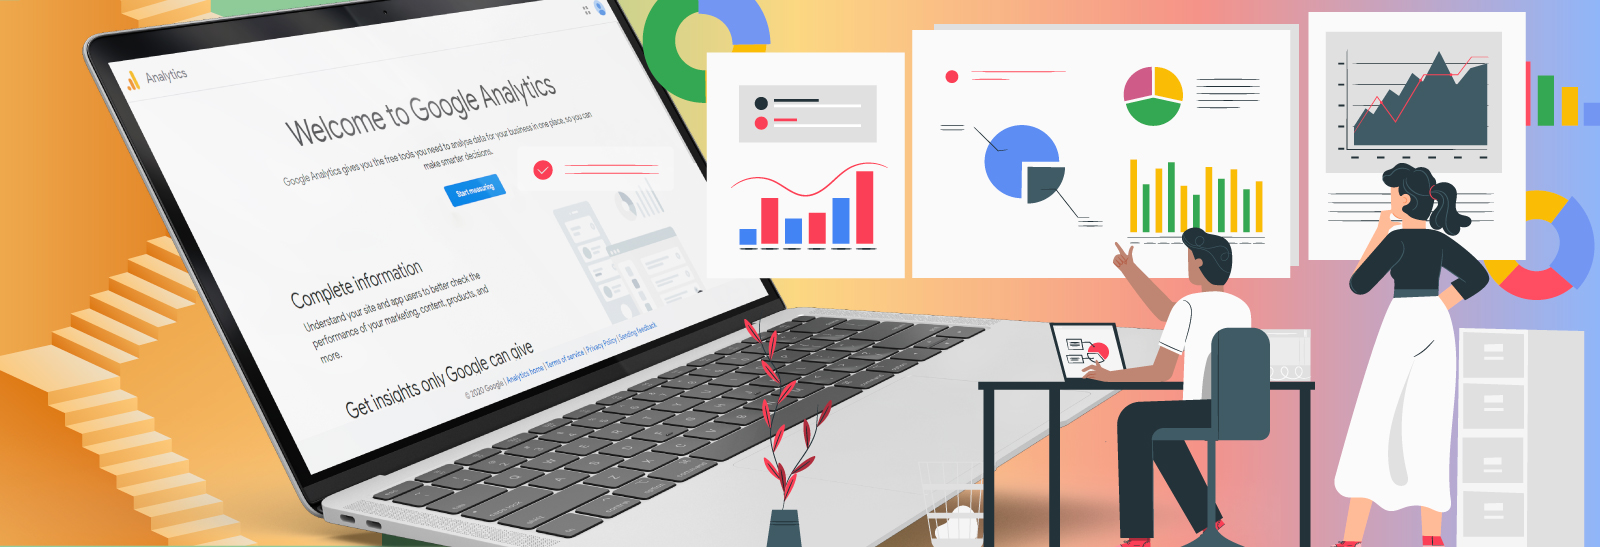 Analytics
Welcome to Google Analytics
Google Analytics gives you the free tools you need to analyse data for your business in one place, so you can
make smarter decisions.
Start measuring
Complete information
Understand your site and app users to better check the
performance of your marketing, content, products, and
more.
Get insights only Google can give
© 2020 Google | Analytics home | Terms of service | Privacy Policy | Sending feedback